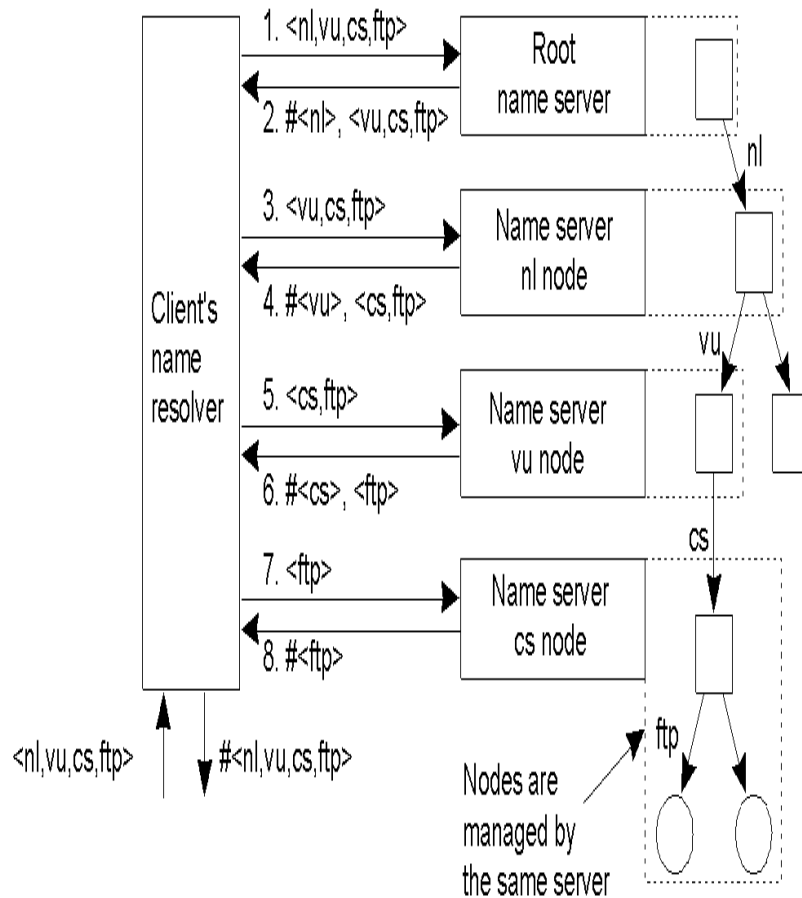 1. <nl,vu,cs,ftp>
Root
name server
2. #<nl>, <vu,cs,ftp>
nl
3. <vu,cs,ftp>
Name server
nl node
4. #<vu>, <cs,ftp>
Client's
name
resolver
vu
5. <cs,ftp>
Name server
vu node
6. #<cs>, <ftp>
cs
7. <ftp>
Name server
cs node
8. #<ftp>
<nl,vu,cs,ftp>
#<nl,vu,cs,ftp>
ftp
Nodes are
managed by
the same server